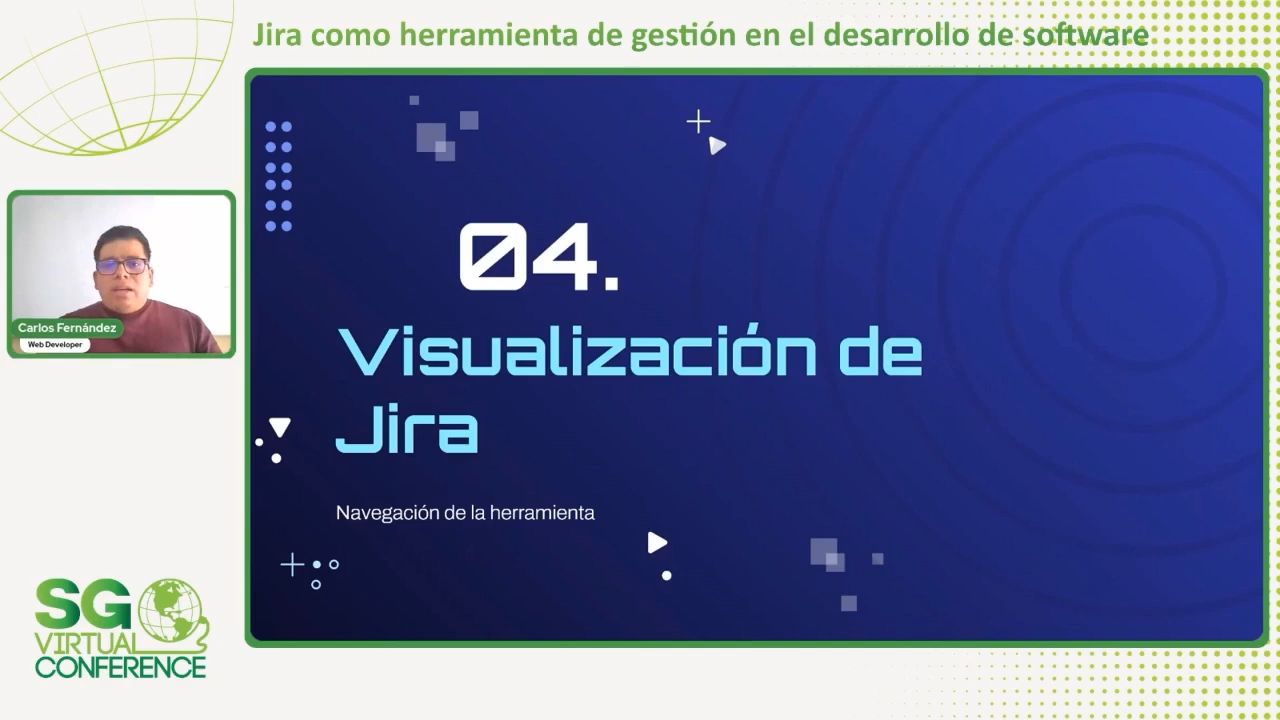 Jira como herramienta de gestión en el desarrollo de software
04.
Visualización de
Jira
Navegación de la herramienta
Carlos Fernández
Web Developer
SG
VIRTUAL
CONFERENCE